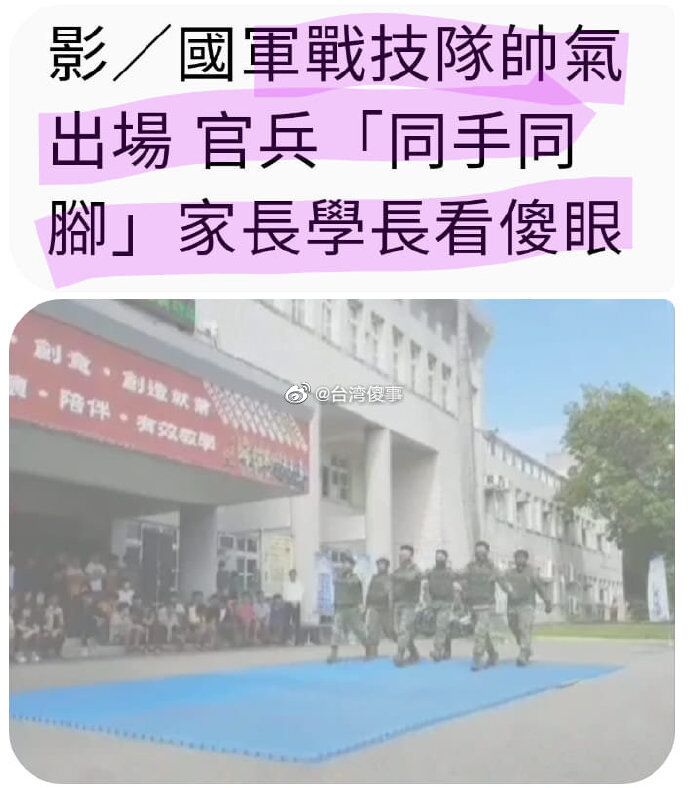 影／國軍戰技隊帥氣
出場 官兵「同手同
腳」家長學長看傻眼
創意・創造就業
・陪伴・有效教學
@台湾傻事